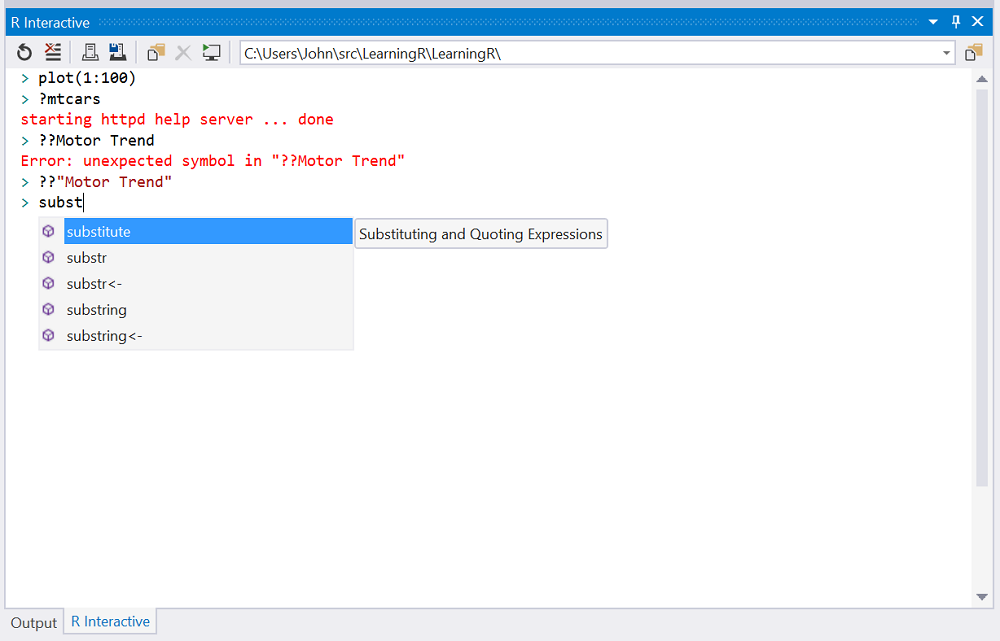 R Interactive
C:\Users\John\src\LearningR\LearningR\
> plot(1:100)
> ?mtcars
starting httpd help server ... done
> ??Motor Trend
Error: unexpected symbol in "??Motor Trend"
> ??"Motor Trend"
> subst
substitute
Substituting and Quoting Expressions
substr
substr<-
substring
substring<-
Output R Interactive